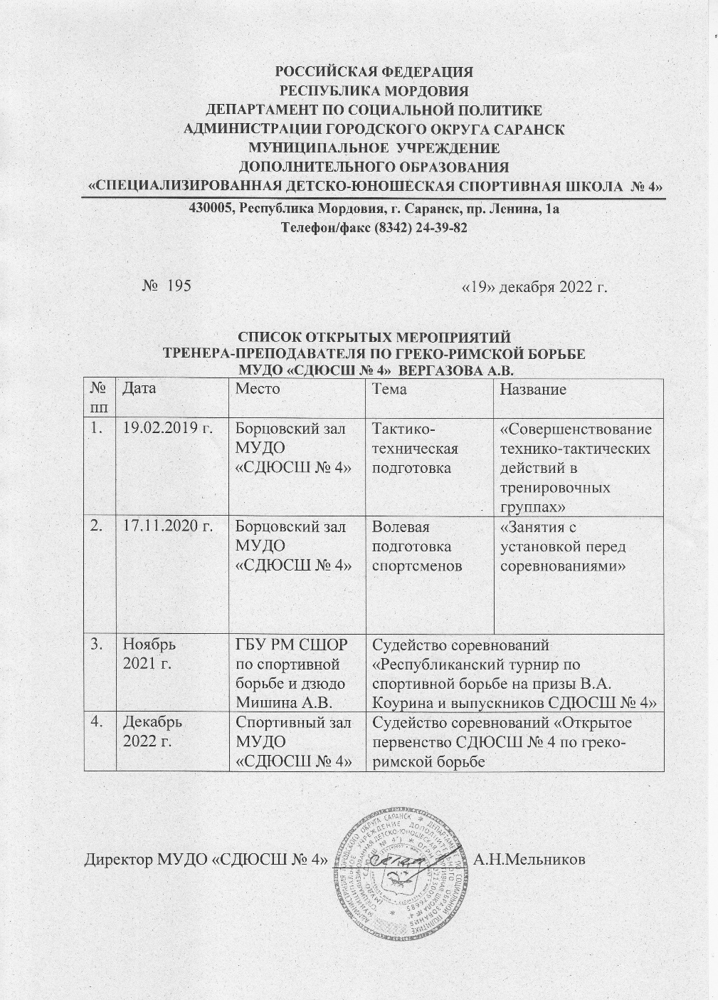 РОССИЙСКАЯ ФЕДЕРАЦИЯ
РЕСПУБЛИКА МОРДОВИЯ
ДЕПАРТАМЕНТ ПО СОЦИАЛЬНОЙ ПОЛИТИКЕ
АДМИНИСТРАЦИИ ГОРОДСКОГО ОКРУГА САРАНСК
МУНИЦИПАЛЬНОЕ УЧРЕЖДЕНИЕ
ДОПОЛНИТЕЛЬНОГО ОБРАЗОВАНИЯ
«СПЕЦИАЛИЗИРОВАННАЯ ДЕТСКО-ЮНОШЕСКАЯ СПОРТИВНАЯ ШКОЛА № 4»
430005, Республика Мордовия, г. Саранск, пр. Ленина, 1а
Телефон/факс (8342) 24-39-82
№ 195 «19» декабря 2022 г.
СПИСОК ОТКРЫТЫХ МЕРОПРИЯТИЙ
ТРЕНЕРА-ПРЕПОДАВАТЕЛЯ ПО ГРЕКО-РИМСКОЙ БОРЬБЕ
МУДО «СДЮСШ № 4» ВЕРГАЗОВА А.В.
№
пп
Дата
Место
Тема
Название
1.
19.02.2019 г.
Борцовский зал
МУДО
«СДЮСШ № 4»
Тактико-
техническая
подготовка
«Совершенствование
технико-тактических
действий в
тренировочных
группах»
2.
17.11.2020 г.
Борцовский зал
МУДО
«СДЮСШ № 4»
Волевая
подготовка
спортсменов
«Занятия с
установкой перед
соревнованиями»
3.
Ноябрь
2021 г.
ГБУ РМ СШОР
по спортивной
борьбе и дзюдо
Мишина А.В.
Судейство соревнований
«Республиканский турнир по
спортивной борьбе на призы В.А.
Коурина и выпускников СДЮСШ № 4»
4.
Декабрь
2022 г.
Спортивный зал
МУДО
«СДЮСШ № 4»
Судейство соревнований «Открытое
первенство СДЮСШ № 4 по греко-
римской борьбе
Директор МУДО «СДЮСШ № 4» А.Н.Мельников